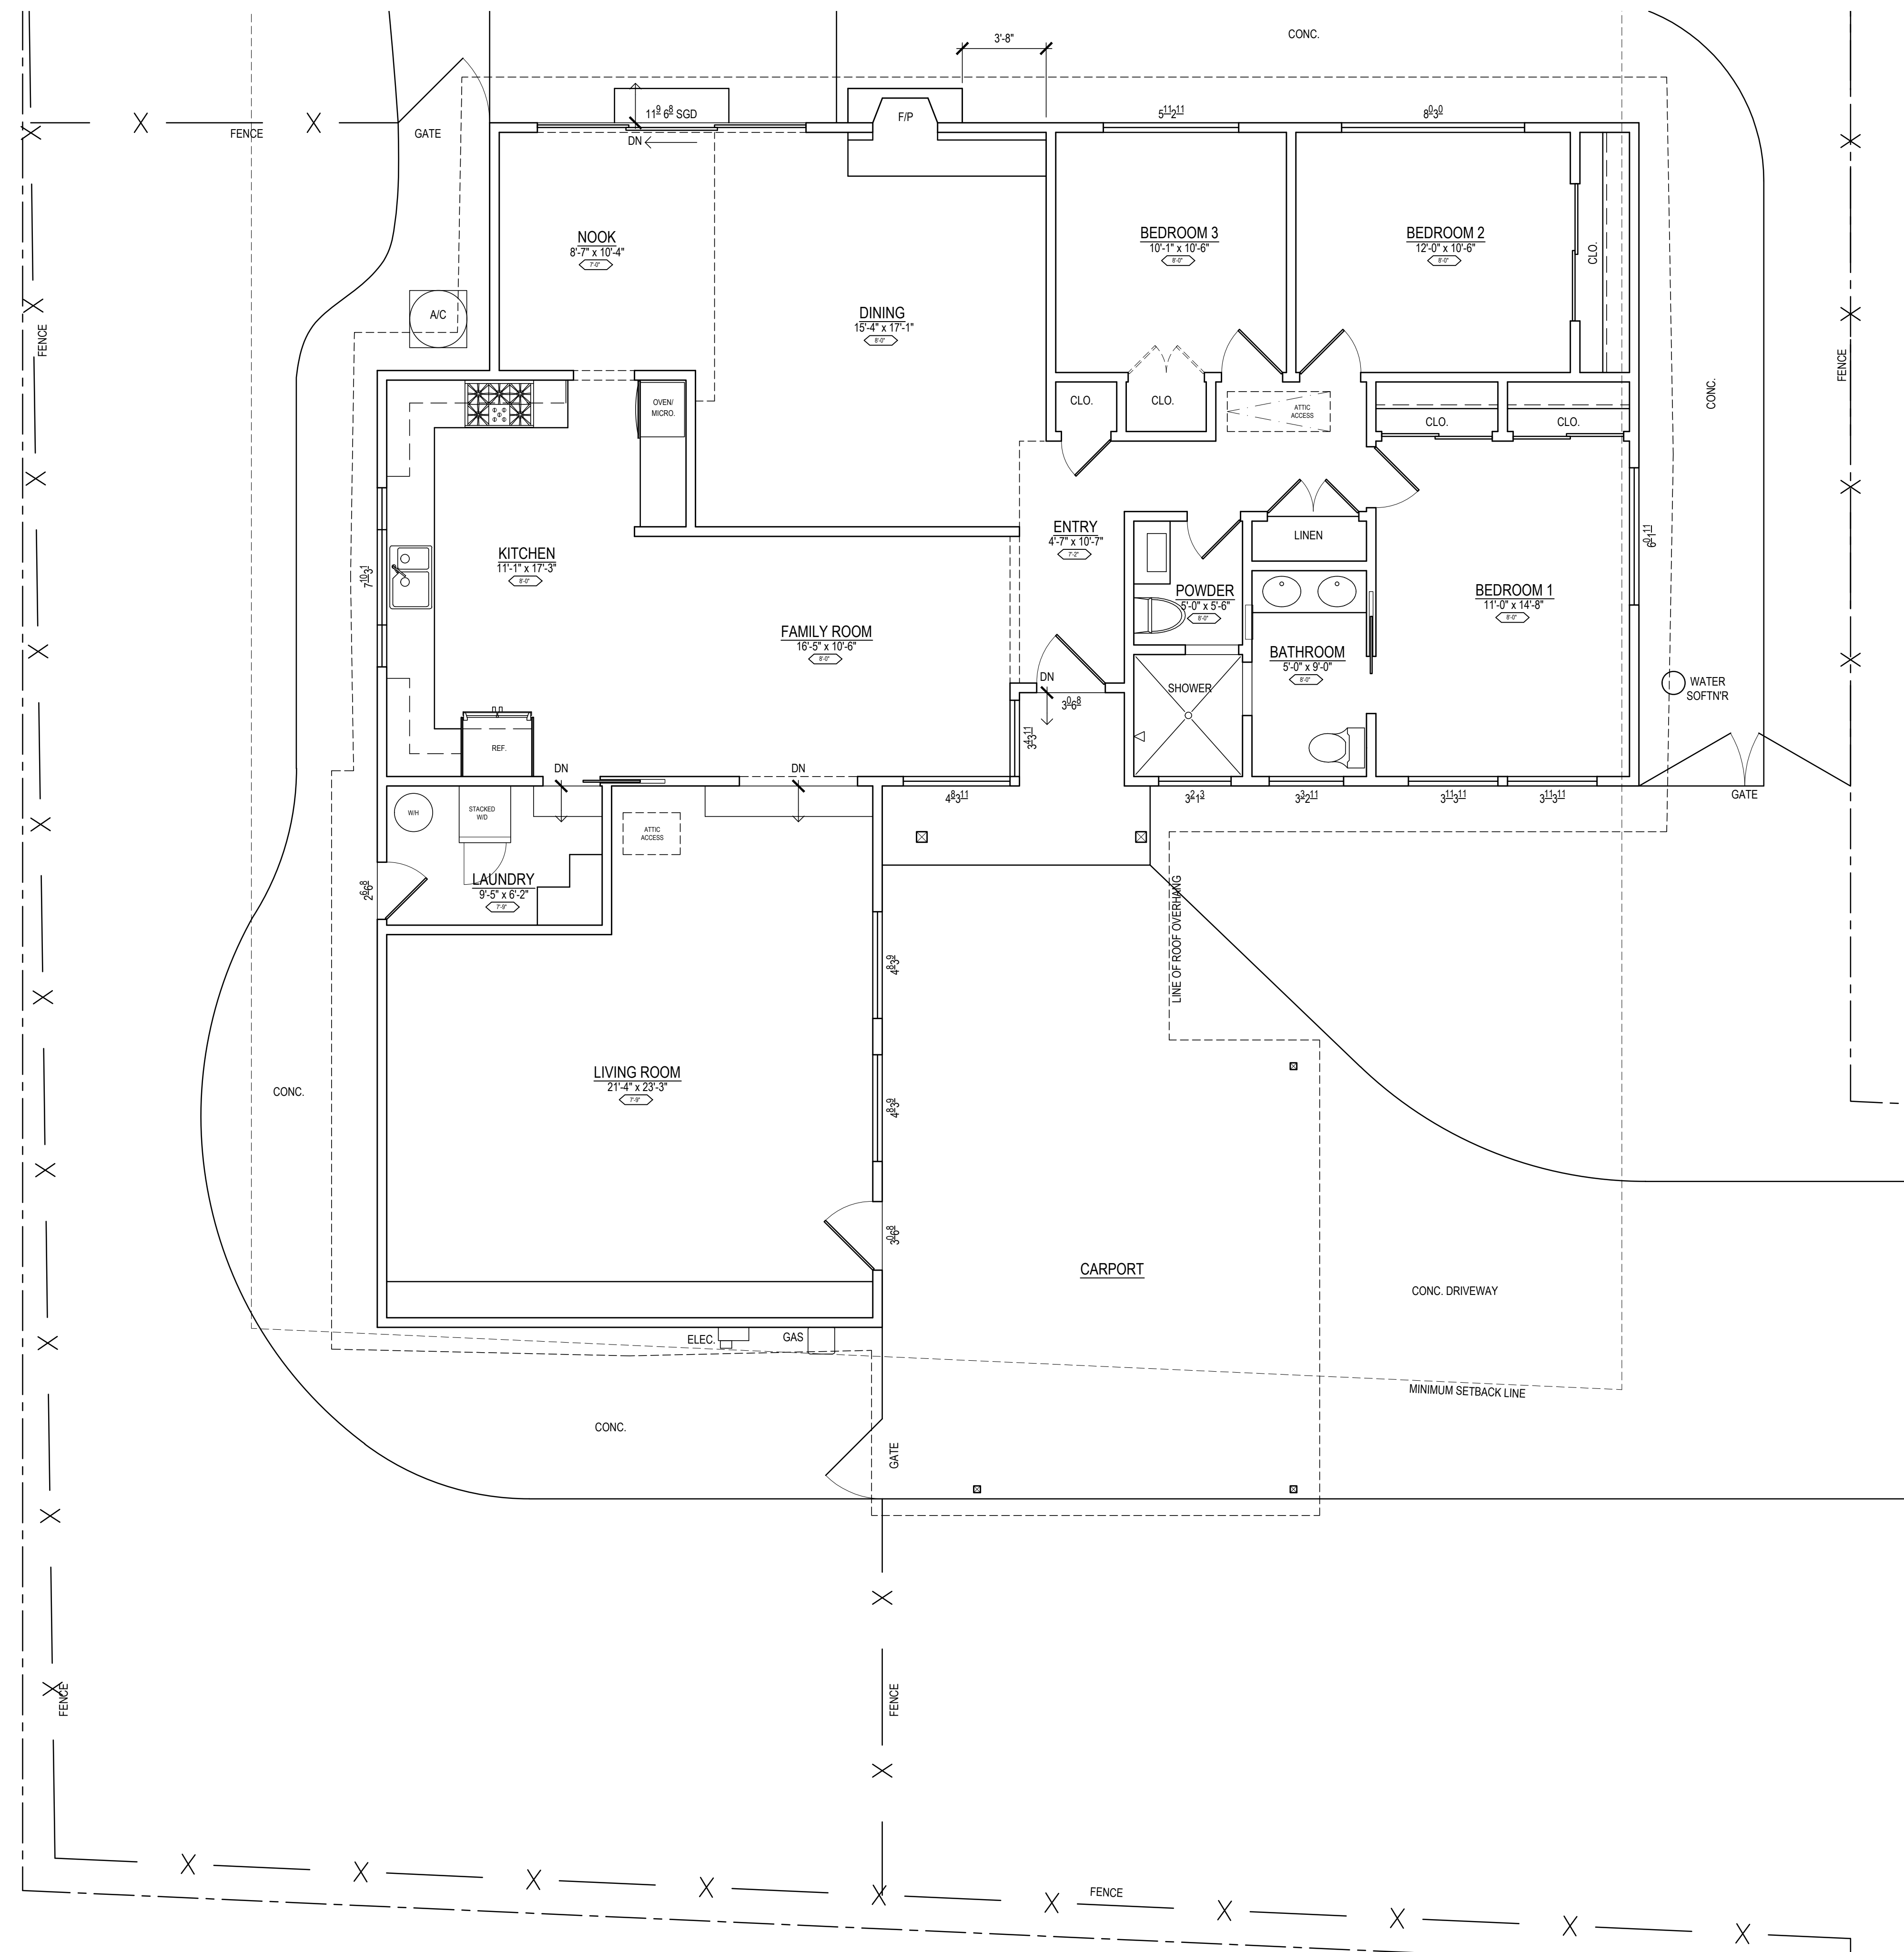 CONC.
3'-8"
11⁹ 6⁸ SGD
F/P
5¹¹2¹¹
8⁰3⁰
FENCE
GATE
DN
NOOK
8'-7" x 10'-4"
7'-0"
BEDROOM 3
10'-1" x 10'-6"
8'-0"
BEDROOM 2
12'-0" x 10'-6"
8'-0"
CLO.
A/C
DINING
15'-4" x 17'-1"
8'-0"
FENCE
FENCE
CONC.
OVEN/
MICRO.
CLO.
CLO.
ATTIC
ACCESS
CLO.
CLO.
ENTRY
4'-7" x 10'-7"
7'-2"
LINEN
6⁰1¹¹
KITCHEN
11'-1" x 17'-3"
8'-0"
7¹⁰3¹
POWDER
5'-0" x 5'-6"
8'-0"
BEDROOM 1
11'-0" x 14'-8"
8'-0"
FAMILY ROOM
16'-5" x 10'-6"
8'-0"
BATHROOM
5'-0" x 9'-0"
8'-0"
DN
SHOWER
WATER
SOFTN'R
3⁰6⁸
3⁴3¹¹
REF.
DN
DN
4⁸3¹¹
3²1³
3³2¹¹
3¹¹3¹¹
3¹¹3¹¹
GATE
W/H
STACKED
W/D
ATTIC
ACCESS
LAUNDRY
9'-5" x 6'-2"
7'-9"
2⁶6⁸
LINE OF ROOF OVERHANG
4⁸3⁹
LIVING ROOM
21'-4" x 23'-3"
7'-9"
CONC.
4⁸3⁹
3⁰6⁸
CARPORT
CONC. DRIVEWAY
ELEC.
GAS
MINIMUM SETBACK LINE
CONC.
GATE
FENCE
FENCE
FENCE